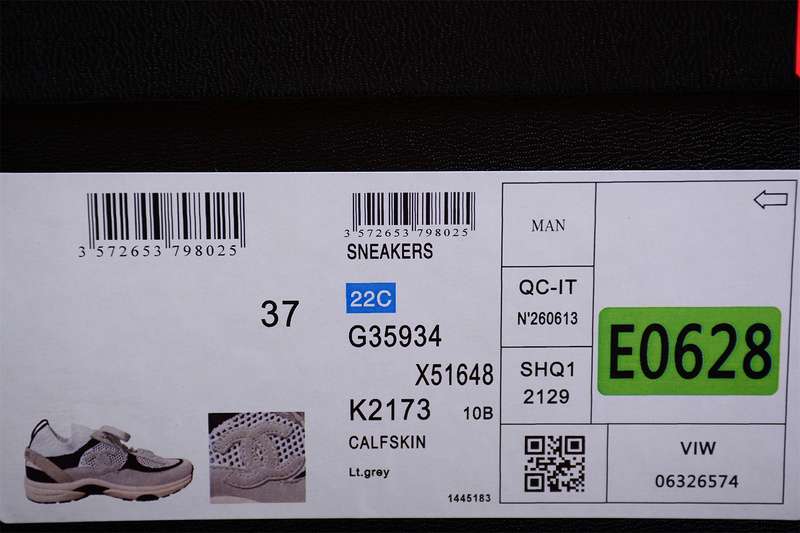 3 572653 798025
37
3 572653 798025
SNEAKERS
22C
G35934
X51648
K2173 10B
CALFSKIN
Lt.grey
1445183
MAN
QC-IT
N'260613
SHQ1
2129
E0628
VIW
06326574